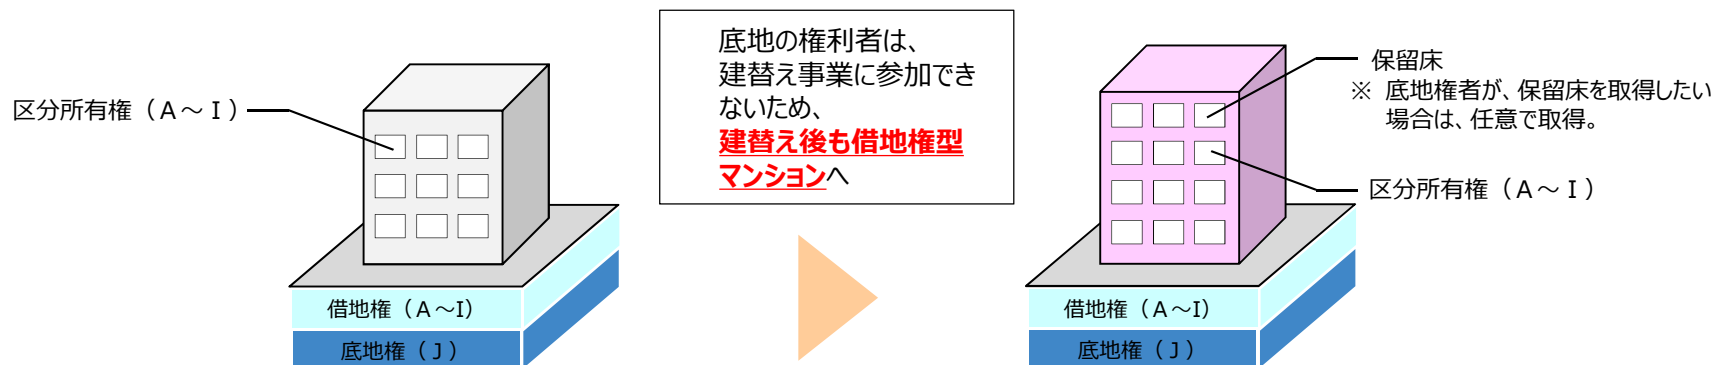 区分所有権（A～I）
借地権（A～I）
底地権（J）
底地の権利者は、
建替え事業に参加でき
ないため、
建替え後も借地権型
マンションへ
保留床
※ 底地権者が、保留床を取得したい
場合は、任意で取得。
区分所有権（A～I）
借地権（A～I）
底地権（J）